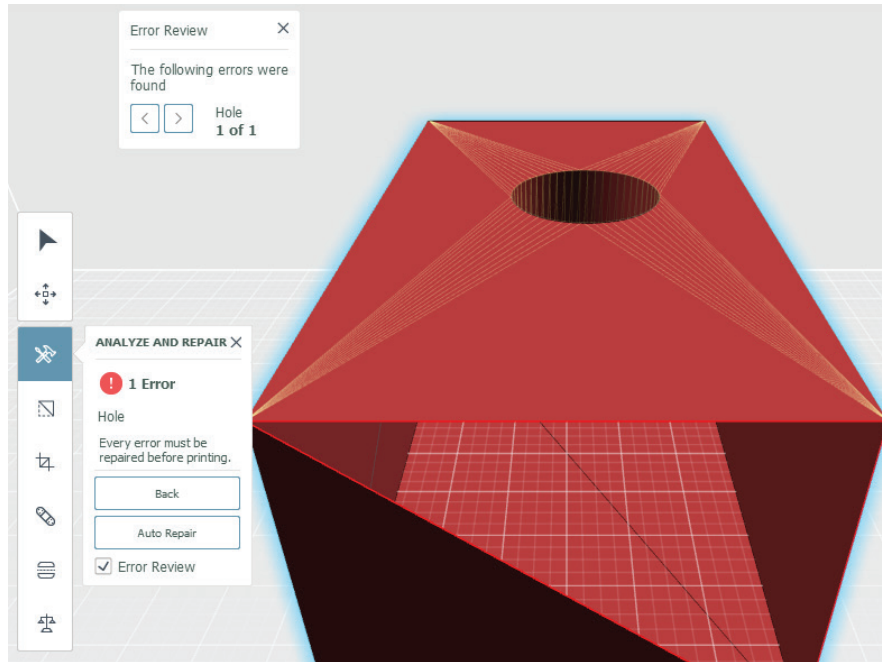 Error Review
The following errors were
found
Hole
1 of 1
ANALYZE AND REPAIR
1 Error
Hole
Every error must be
repaired before printing.
Back
Auto Repair
Error Review